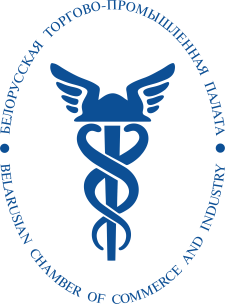 БЕЛОРУССКАЯ ТОРГОВО-ПРОМЫШЛЕННАЯ ПАЛАТА
BELARUSIAN CHAMBER OF COMMERCE AND INDUSTRY